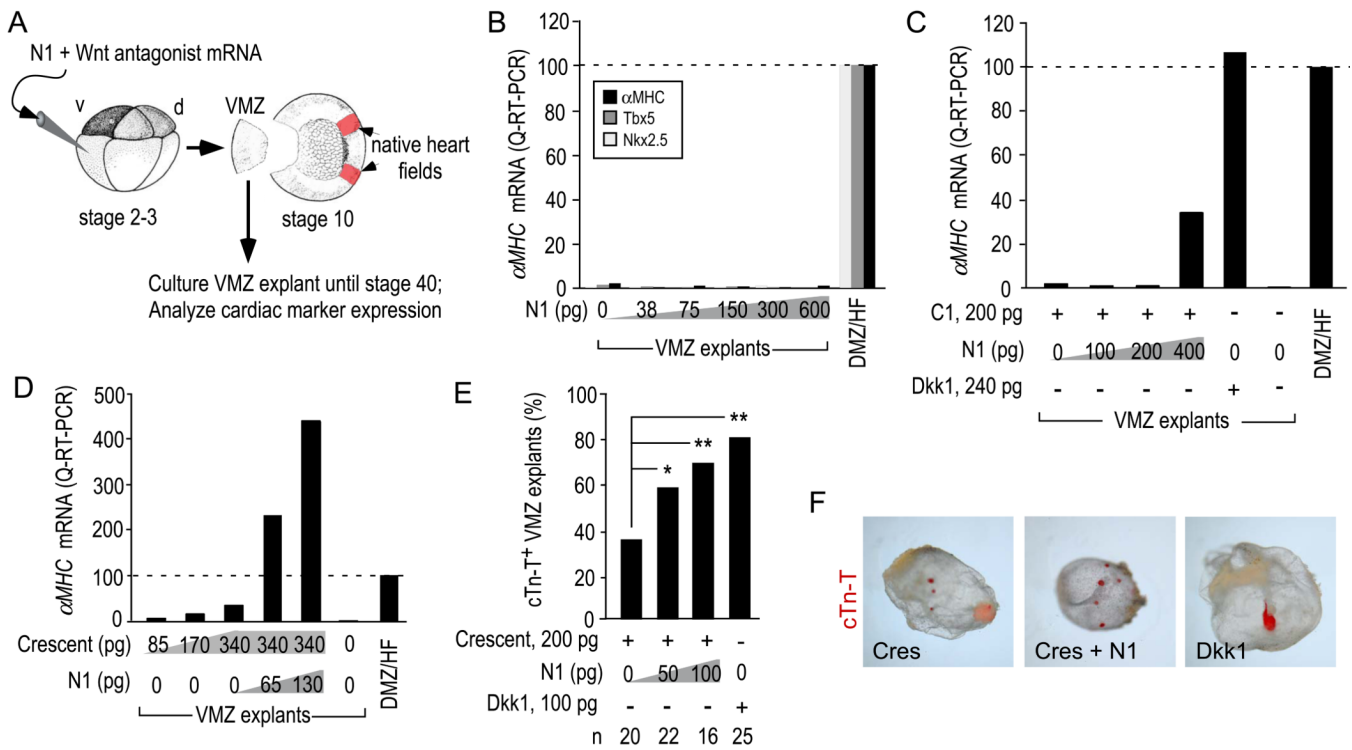 A
N1 + Wnt antagonist mRNA
v d VMZ
native heart
fields
stage 2-3 stage 10
Culture VMZ explant until stage 40;
Analyze cardiac marker expression
B
αMHC mRNA (Q-RT-PCR)
120
100
80
60
40
20
0
αMHC
Tbx5
Nkx2.5
N1 (pg) 0 38 75 150 300 600
DMZ/HF
VMZ explants
C
αMHC mRNA (Q-RT-PCR)
120
100
80
60
40
20
0
C1, 200 pg + + + + - -
N1 (pg) 0 100 200 400 0 0
Dkk1, 240 pg - - - - + -
DMZ/HF
VMZ explants
D
αMHC mRNA (Q-RT-PCR)
500
400
300
200
100
0
Crescent (pg) 85 170 340 340 340 0
N1 (pg) 0 0 0 65 130 0
DMZ/HF
VMZ explants
E
cTn-T+ VMZ explants (%)
100
80
60
40
20
0
* ** **
Crescent, 200 pg + + + -
N1 (pg) 0 50 100 0
Dkk1, 100 pg - - - +
n 20 22 16 25
F
cTn-T
Cres
Cres + N1
Dkk1